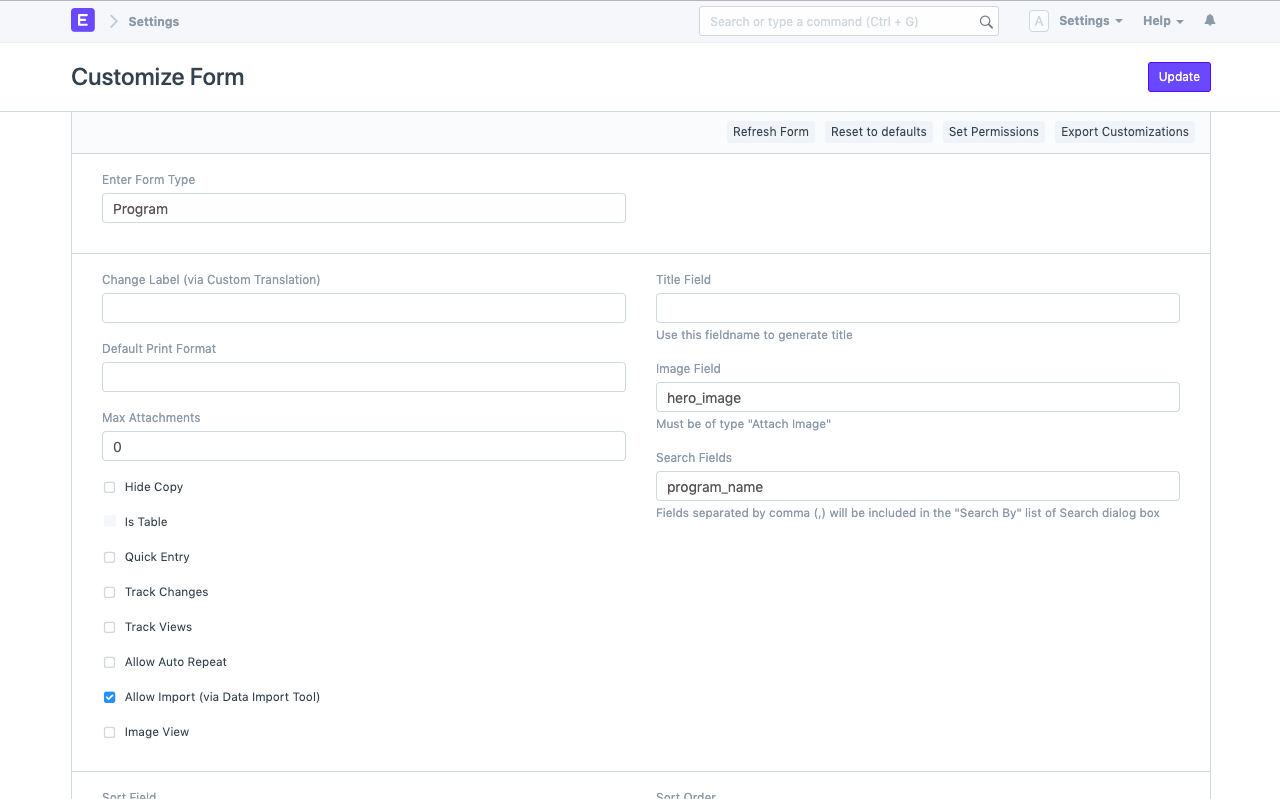 E
Settings
Search or type a command (Ctrl + G)
A
Settings
Help
Customize Form
Update
Refresh Form
Reset to defaults
Set Permissions
Export Customizations
Enter Form Type
Program
Change Label (via Custom Translation)
Default Print Format
Max Attachments
0
Hide Copy
Is Table
Quick Entry
Track Changes
Track Views
Allow Auto Repeat
Allow Import (via Data Import Tool)
Image View
Title Field
Use this fieldname to generate title
Image Field
hero_image
Must be of type "Attach Image"
Search Fields
program_name
Fields separated by comma (,) will be included in the "Search By" list of Search dialog box
Sort Field
Sort Order